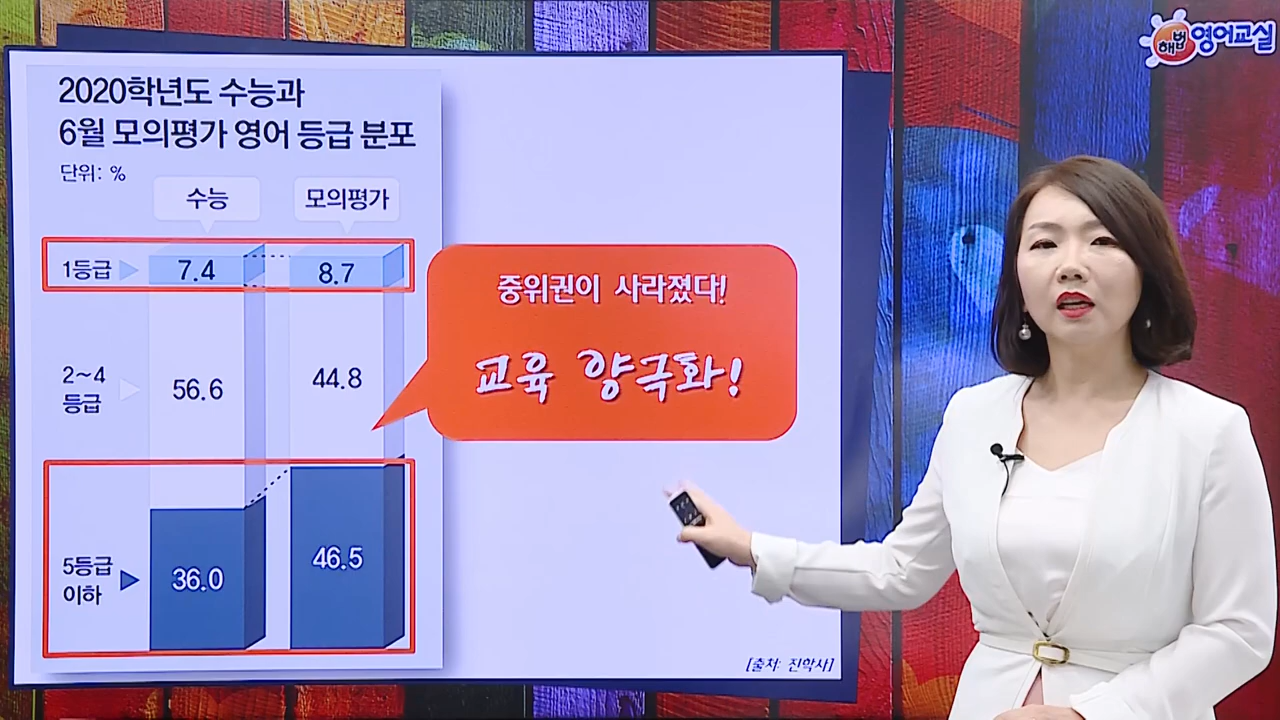 해법영어교실
2020학년도 수능과
6월 모의평가 영어 등급 분포
단위: %
수능
모의평가
1등급
7.4
8.7
2~4
등급
56.6
44.8
5등급
이하
36.0
46.5
중위권이 사라졌다!
교육 양극화!
[출처: 진학사]